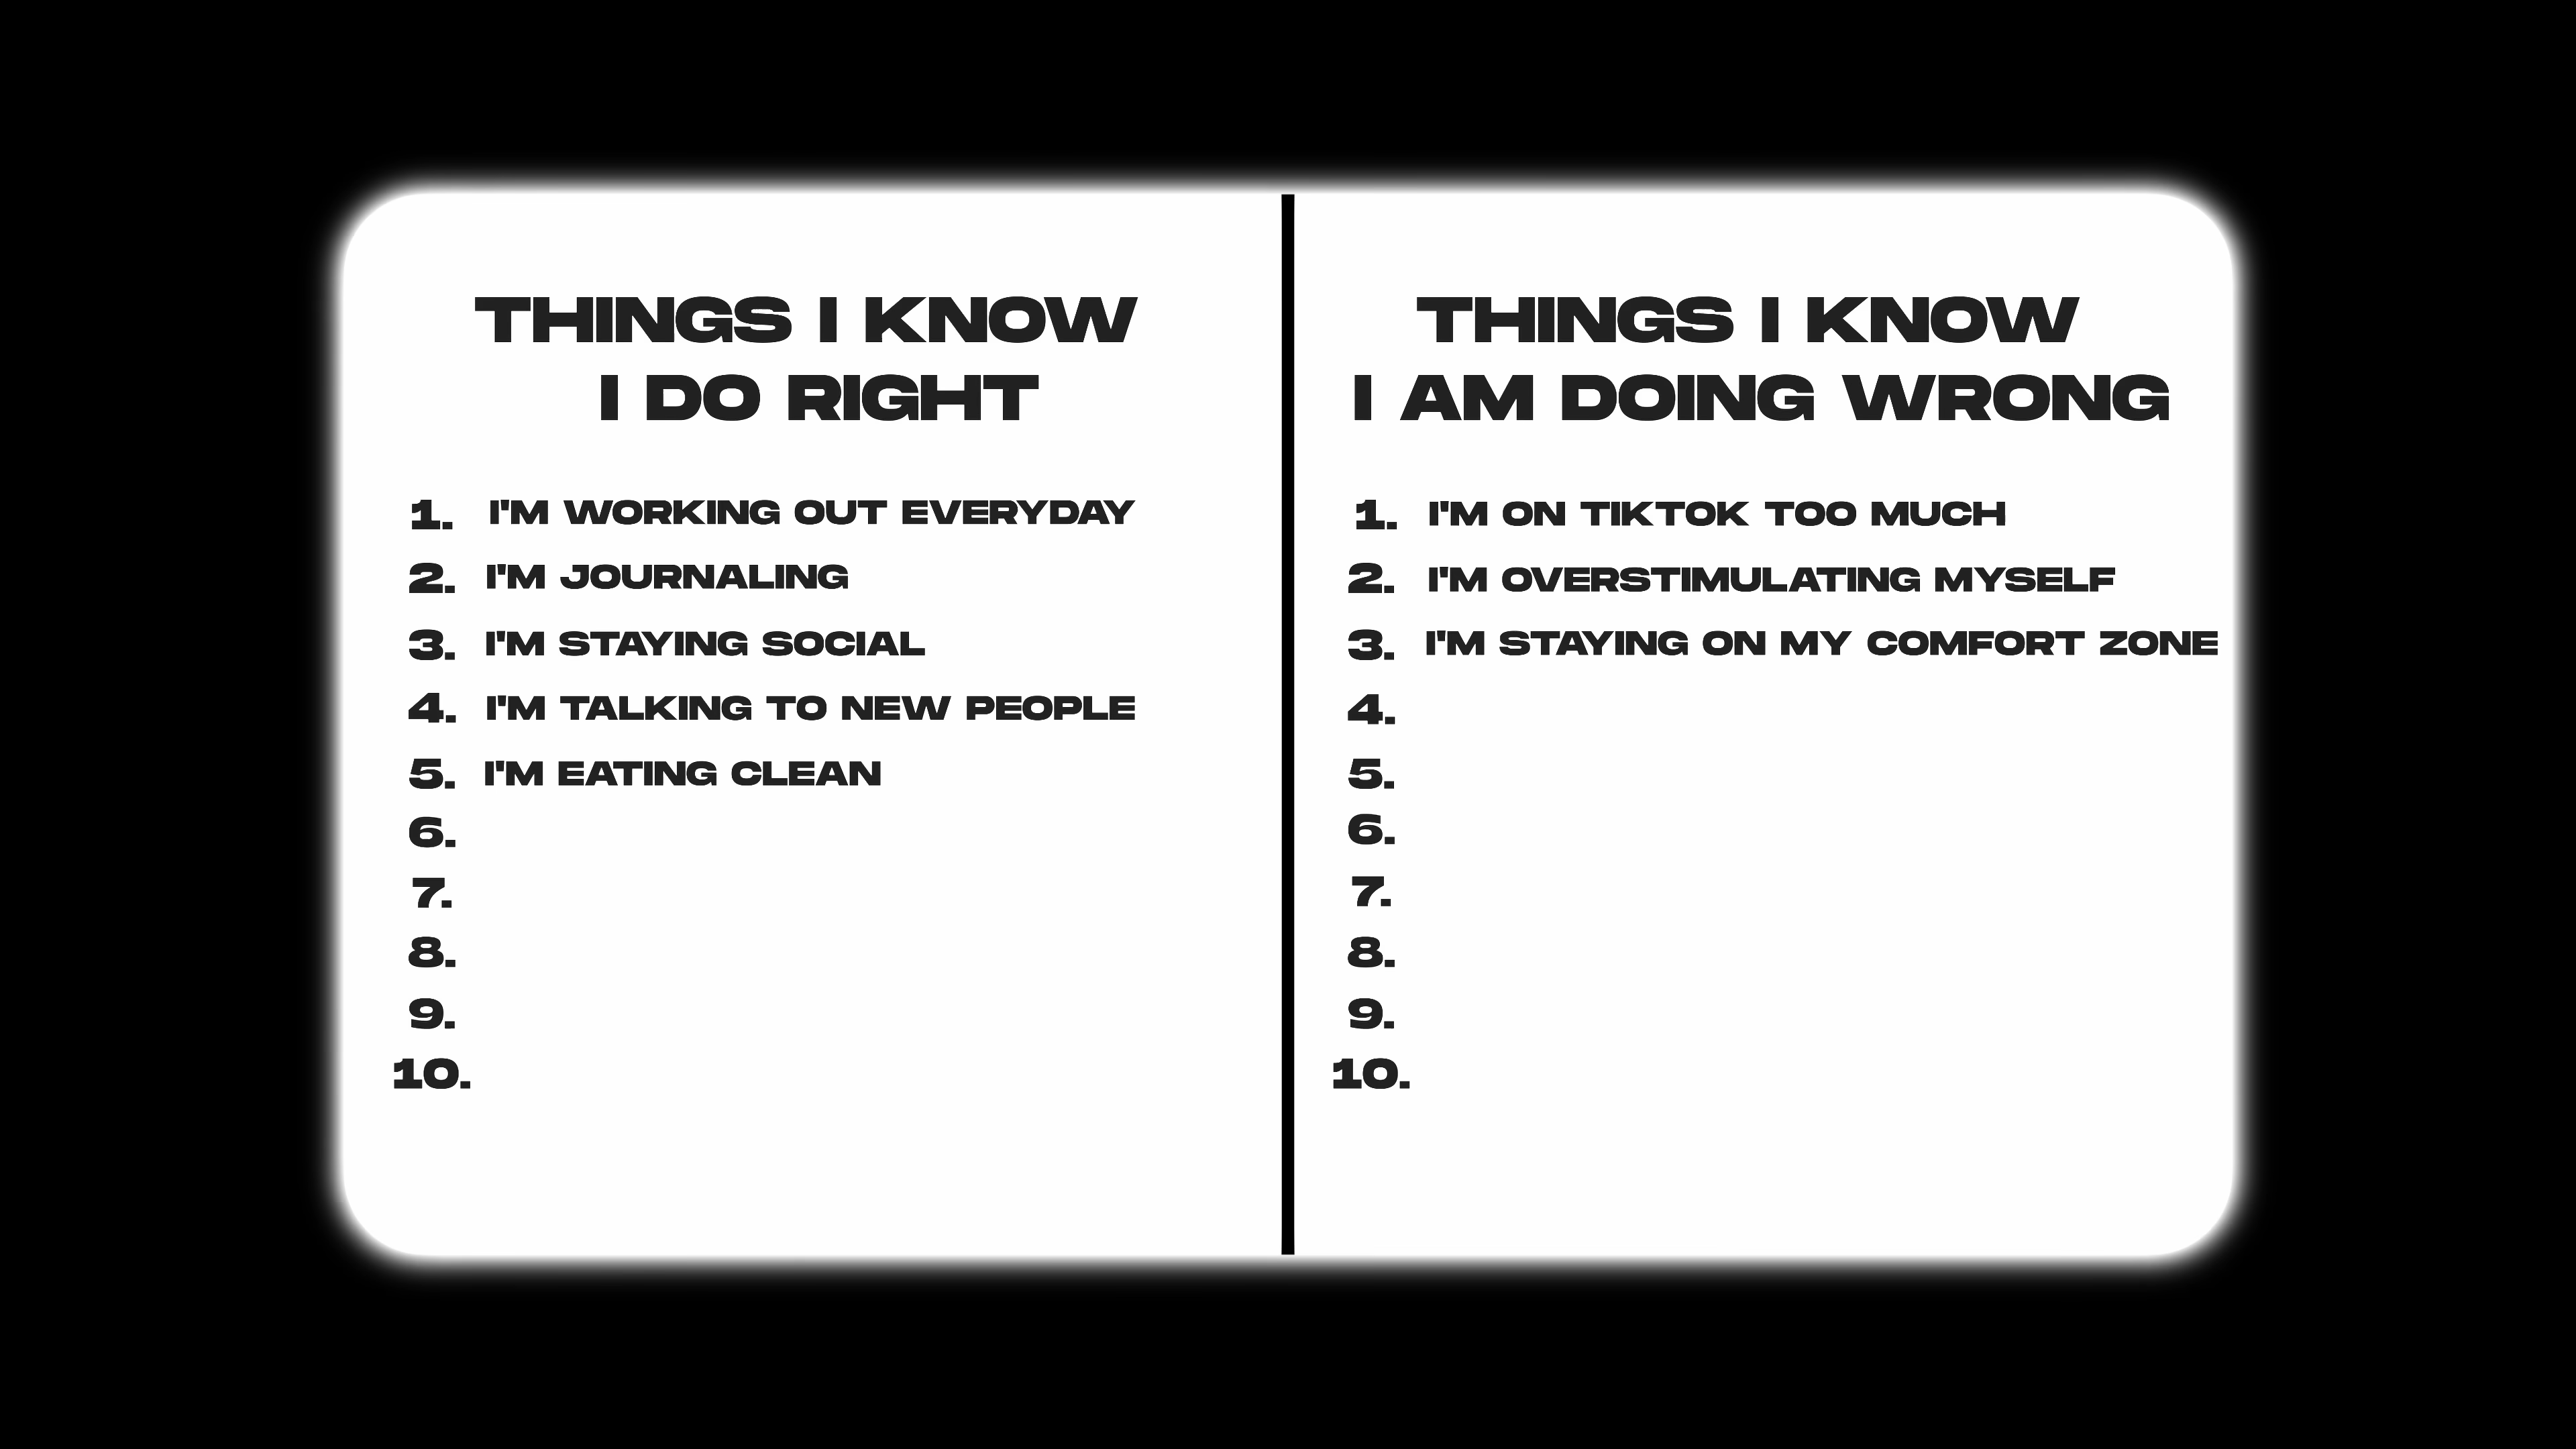 THINGS I KNOW
I DO RIGHT
1. I'M WORKING OUT EVERYDAY
2. I'M JOURNALING
3. I'M STAYING SOCIAL
4. I'M TALKING TO NEW PEOPLE
5. I'M EATING CLEAN
6.
7.
8.
9.
10.
THINGS I KNOW
I AM DOING WRONG
1. I'M ON TIKTOK TOO MUCH
2. I'M OVERSTIMULATING MYSELF
3. I'M STAYING ON MY COMFORT ZONE
4.
5.
6.
7.
8.
9.
10.